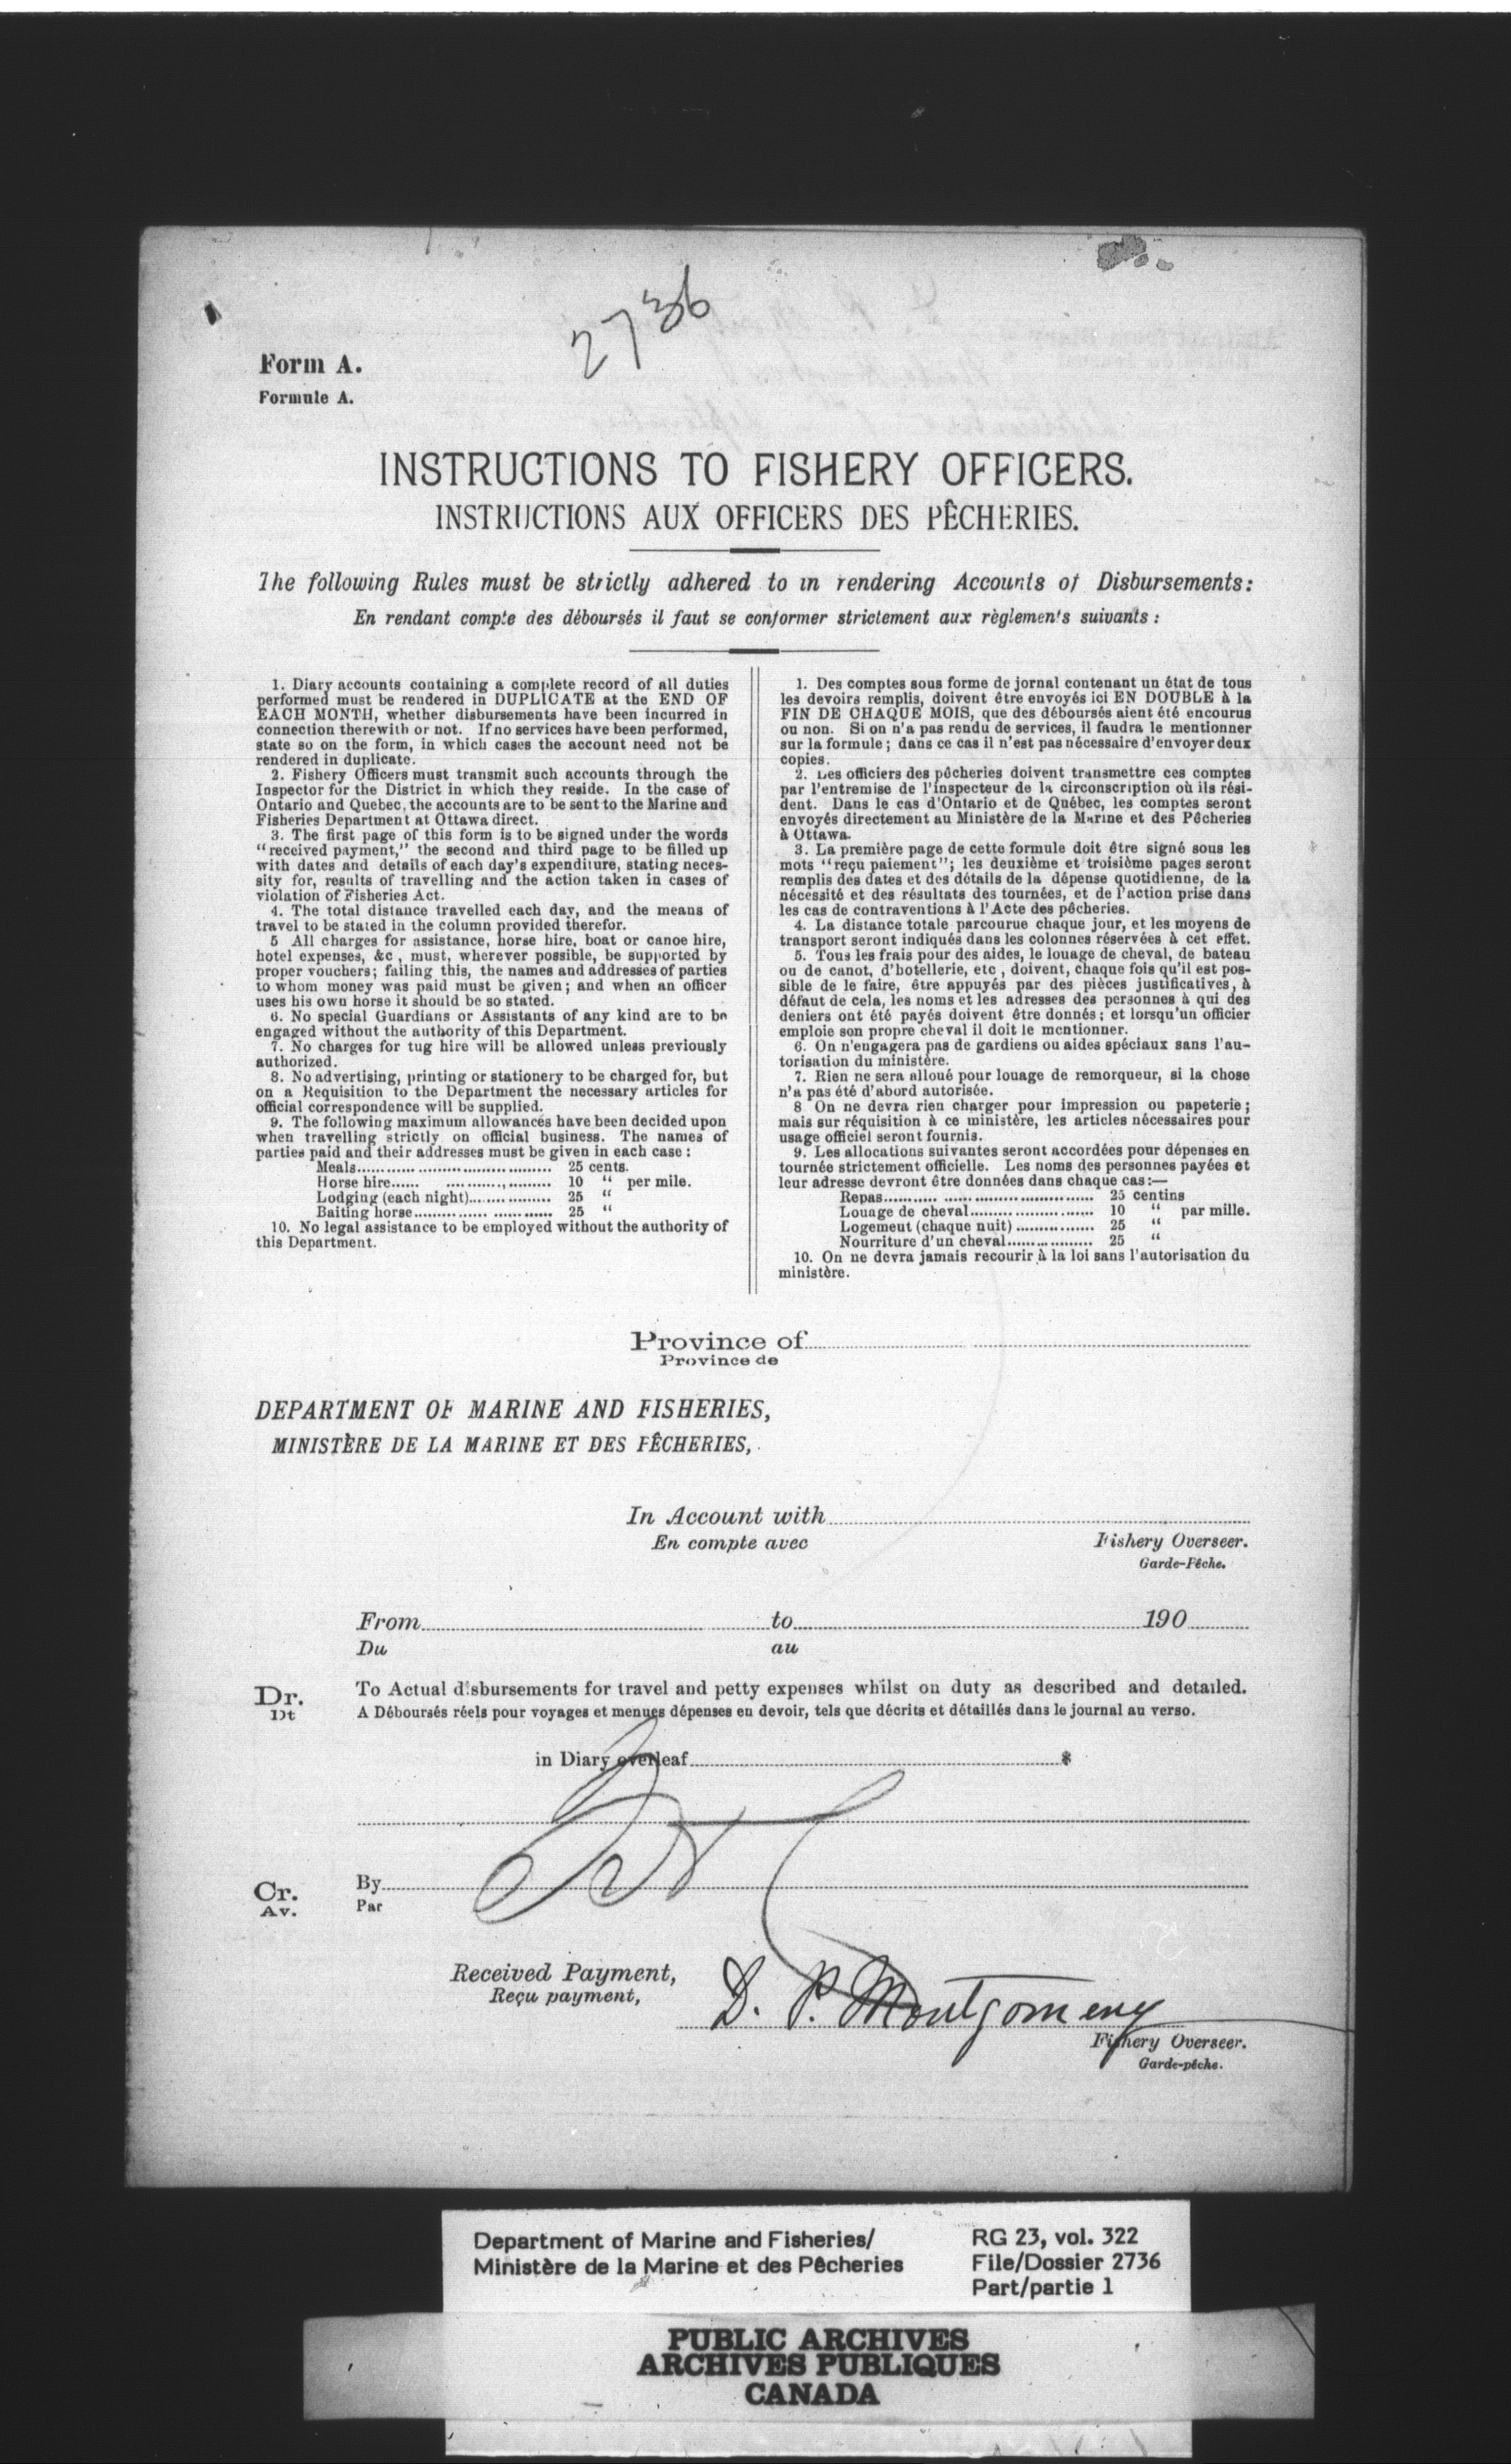 2736
Form A.
Formule A.
INSTRUCTIONS TO FISHERY OFFICERS.
INSTRUCTIONS AUX OFFICERS DES PÊCHERIES.
The following Rules must be strictly adhered to in rendering Accounts of Disbursements:
En rendant compte des déboursés il faut se conformer strictement aux règlements suivants :
1. Diary accounts containing a complete record of all duties
performed must be rendered in DUPLICATE at the END OF
EACH MONTH, whether disbursements have been incurred in
connection therewith or not. If no services have been performed,
state so on the form, in which cases the account need not be
rendered in duplicate.
2. Fishery Officers must transmit such accounts through the
Inspector for the District in which they reside. In the case of
Ontario and Quebec, the accounts are to be sent to the Marine and
Fisheries Department at Ottawa direct.
3. The first page of this form is to be signed under the words
"received payment," the second and third page to be filled up
with dates and details of each day's expenditure, stating neces-
sity for, results of travelling and the action taken in cases of
violation of Fisheries Act.
4. The total distance travelled each day, and the means of
travel to be stated in the column provided therefor.
5 All charges for assistance, horse hire, boat or canoe hire,
hotel expenses, &c , must, wherever possible, be supported by
proper vouchers; failing this, the names and addresses of parties
to whom money was paid must be given; and when an officer
uses his own horse it should be so stated.
6. No special Guardians or Assistants of any kind are to be
engaged without the authority of this Department.
7. No charges for tug hire will be allowed unless previously
authorized.
8. No advertising, printing or stationery to be charged for, but
on a Requisition to the Department the necessary articles for
official correspondence will be supplied.
9. The following maximum allowances have been decided upon
when travelling strictly on official business. The names of
parties paid and their addresses must be given in each case :
Meals........................................ 25 cents.
Horse hire...... .................... 10 " per mile.
Lodging (each night)................. 25 "
Baiting horse........................... 25 "
10. No legal assistance to be employed without the authority of
this Department.
1. Des comptes sous forme de jornal contenant un état de tous
les devoirs remplis, doivent être envoyés ici EN DOUBLE à la
FIN DE CHAQUE MOIS, que des déboursés aient été encourus
ou non. Si on n'a pas rendu de services, il faudra le mentionner
sur la formule ; dans ce cas il n'est pas nécessaire d'envoyer deux
copies.
2. Les officiers des pêcheries doivent transmettre ces comptes
par l'entremise de l'inspecteur de la circonscription où ils rési-
dent. Dans le cas d'Ontario et de Québec, les comptes seront
envoyés directement au Ministère de la Marine et des Pêcheries
à Ottawa.
3. La première page de cette formule doit être signé sous les
mots "reçu paiement"; les deuxième et troisième pages seront
remplis des dates et des détails de la dépense quotidienne, de la
nécessité et des résultats des tournées, et de l'action prise dans
les cas de contraventions à l'Acte des pêcheries.
4. La distance totale parcourue chaque jour, et les moyens de
transport seront indiqués dans les colonnes réservées à cet effet.
5. Tous les frais pour des aides, le louage de cheval, de bateau
ou de canot, d'hotellerie, etc , doivent, chaque fois qu'il est pos-
sible de le faire, être appuyés par des pièces justificatives, à
défaut de cela, les noms et les adresses des personnes à qui des
deniers ont été payés doivent être donnés ; et lorsqu'un officier
emploie son propre cheval il doit le mentionner.
6. On n'engagera pas de gardiens ou aides spéciaux sans l'au-
torisation du ministère.
7. Rien ne sera alloué pour louage de remorqueur, si la chose
n'a pas été d'abord autorisée.
8 On ne devra rien charger pour impression ou papeterie ;
mais sur réquisition à ce ministère, les articles nécessaires pour
usage officiel seront fournis.
9. Les allocations suivantes seront accordées pour dépenses en
tournée strictement officielle. Les noms des personnes payées et
leur adresse devront être données dans chaque cas :—
Repas.......................................... 25 centins
Louage de cheval......................... 10 " par mille.
Logement (chaque nuit) ................ 25 "
Nourriture d'un cheval................. 25 "
10. On ne devra jamais recourir à la loi sans l'autorisation du
ministère.
Province of
Province de
DEPARTMENT OF MARINE AND FISHERIES,
MINISTÈRE DE LA MARINE ET DES PÊCHERIES,
In Account with
En compte avec
Fishery Overseer.
Garde-Pêche.
From to 190
Du au
Dr. To Actual disbursements for travel and petty expenses whilst on duty as described and detailed.
Dt A Déboursés réels pour voyages et menues dépenses en devoir, tels que décrits et détaillés dans le journal au verso.
in Diary overleaf $
Cr. By
Av. Par
Received Payment,
Reçu payment,
D. P. Montgomery
Fishery Overseer.
Garde-pêche.
Department of Marine and Fisheries/
Ministère de la Marine et des Pêcheries
RG 23, vol. 322
File/Dossier 2736
Part/partie 1
PUBLIC ARCHIVES
ARCHIVES PUBLIQUES
CANADA